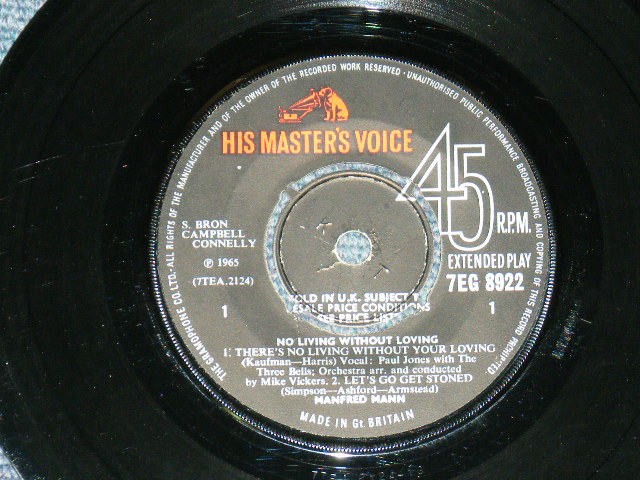 THE GRAMOPHONE CO. LTD.- ALL RIGHTS OF THE MANUFACTURER AND OF THE OWNER OF THE RECORDED WORK RESERVED · UNAUTHORISED PUBLIC PERFORMANCE BROADCASTING AND COPYING OF THIS RECORD PROHIBITED
HIS MASTER'S VOICE
45 R.P.M.
S. BRON
CAMPBELL
CONNELLY
EXTENDED PLAY
7EG 8922
℗ 1965
(7TEA.2124)
1
1
SOLD IN U.K. SUBJECT T
ESALE PRICE CONDITIONS
SEE PRICE LIST
NO LIVING WITHOUT LOVING
1. THERE'S NO LIVING WITHOUT YOUR LOVING
(Kaufman—Harris) Vocal: Paul Jones with The
Three Bells; Orchestra arr. and conducted
by Mike Vickers. 2. LET'S GO GET STONED
(Simpson—Ashford—Armstead)
MANFRED MANN
MADE IN Gt. BRITAIN